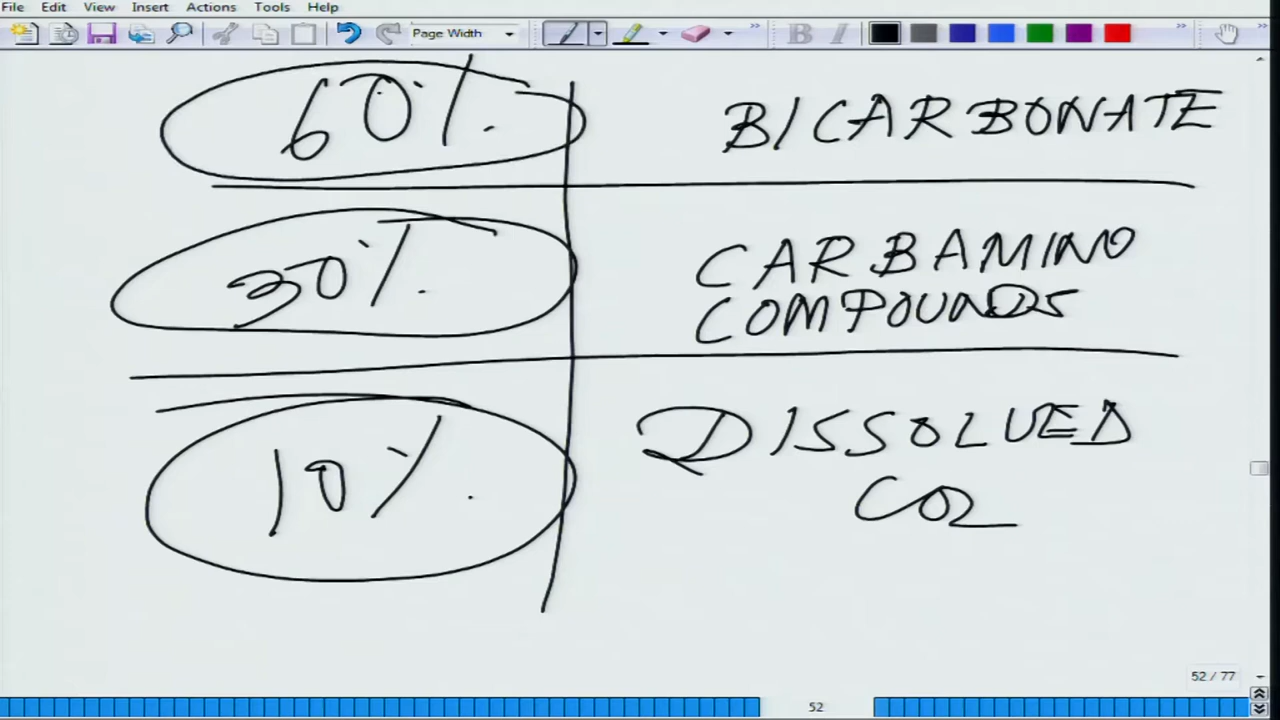 File Edit View Insert Actions Tools Help
Page Width
60% BICARBONATE
30% CARBAMINO
COMPOUNDS
10% DISSOLVED
CO2
52 / 77
52